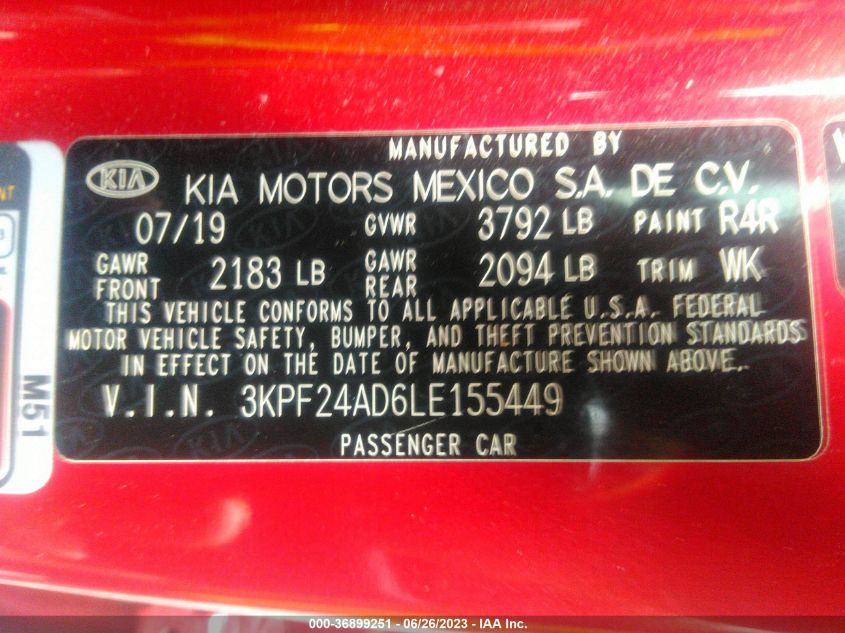 MANUFACTURED BY
KIA KIA MOTORS MEXICO S.A. DE C.V.
07/19 GVWR 3792 LB PAINT R4R
GAWR FRONT 2183 LB GAWR REAR 2094 LB TRIM WK
THIS VEHICLE CONFORMS TO ALL APPLICABLE U.S.A. FEDERAL
MOTOR VEHICLE SAFETY, BUMPER, AND THEFT PREVENTION STANDARDS
IN EFFECT ON THE DATE OF MANUFACTURE SHOWN ABOVE.
V.I.N. 3KPF24AD6LE155449
PASSENGER CAR
M51
000-36899251 - 06/26/2023 - IAA Inc.